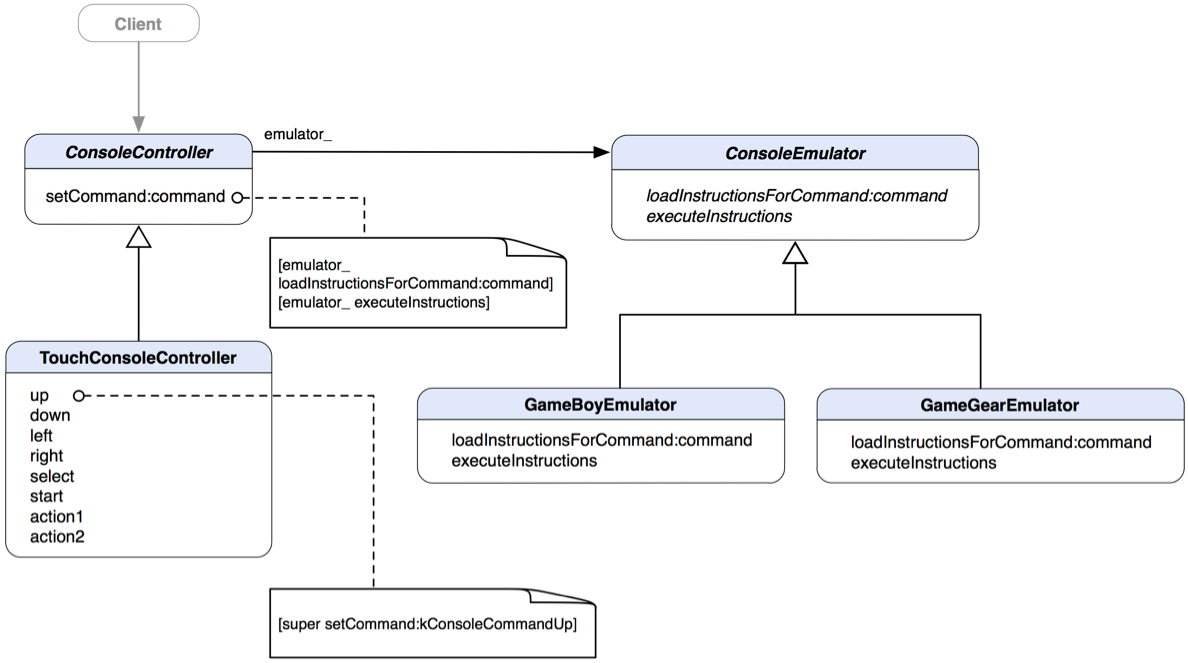 Client
emulator_
ConsoleController
setCommand:command
ConsoleEmulator
loadInstructionsForCommand:command
executeInstructions
[emulator_
loadInstructionsForCommand:command]
[emulator_ executeInstructions]
TouchConsoleController
up
down
left
right
select
start
action1
action2
GameBoyEmulator
loadInstructionsForCommand:command
executeInstructions
GameGearEmulator
loadInstructionsForCommand:command
executeInstructions
[super setCommand:kConsoleCommandUp]